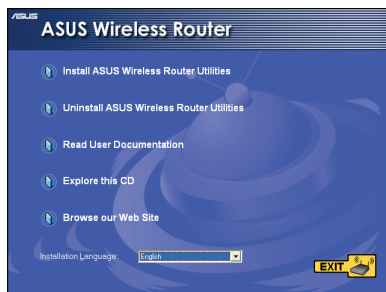 ASUS
ASUS Wireless Router
Install ASUS Wireless Router Utilities
Uninstall ASUS Wireless Router Utilities
Read User Documentation
Explore this CD
Browse our Web Site
Installation Language: English
EXIT